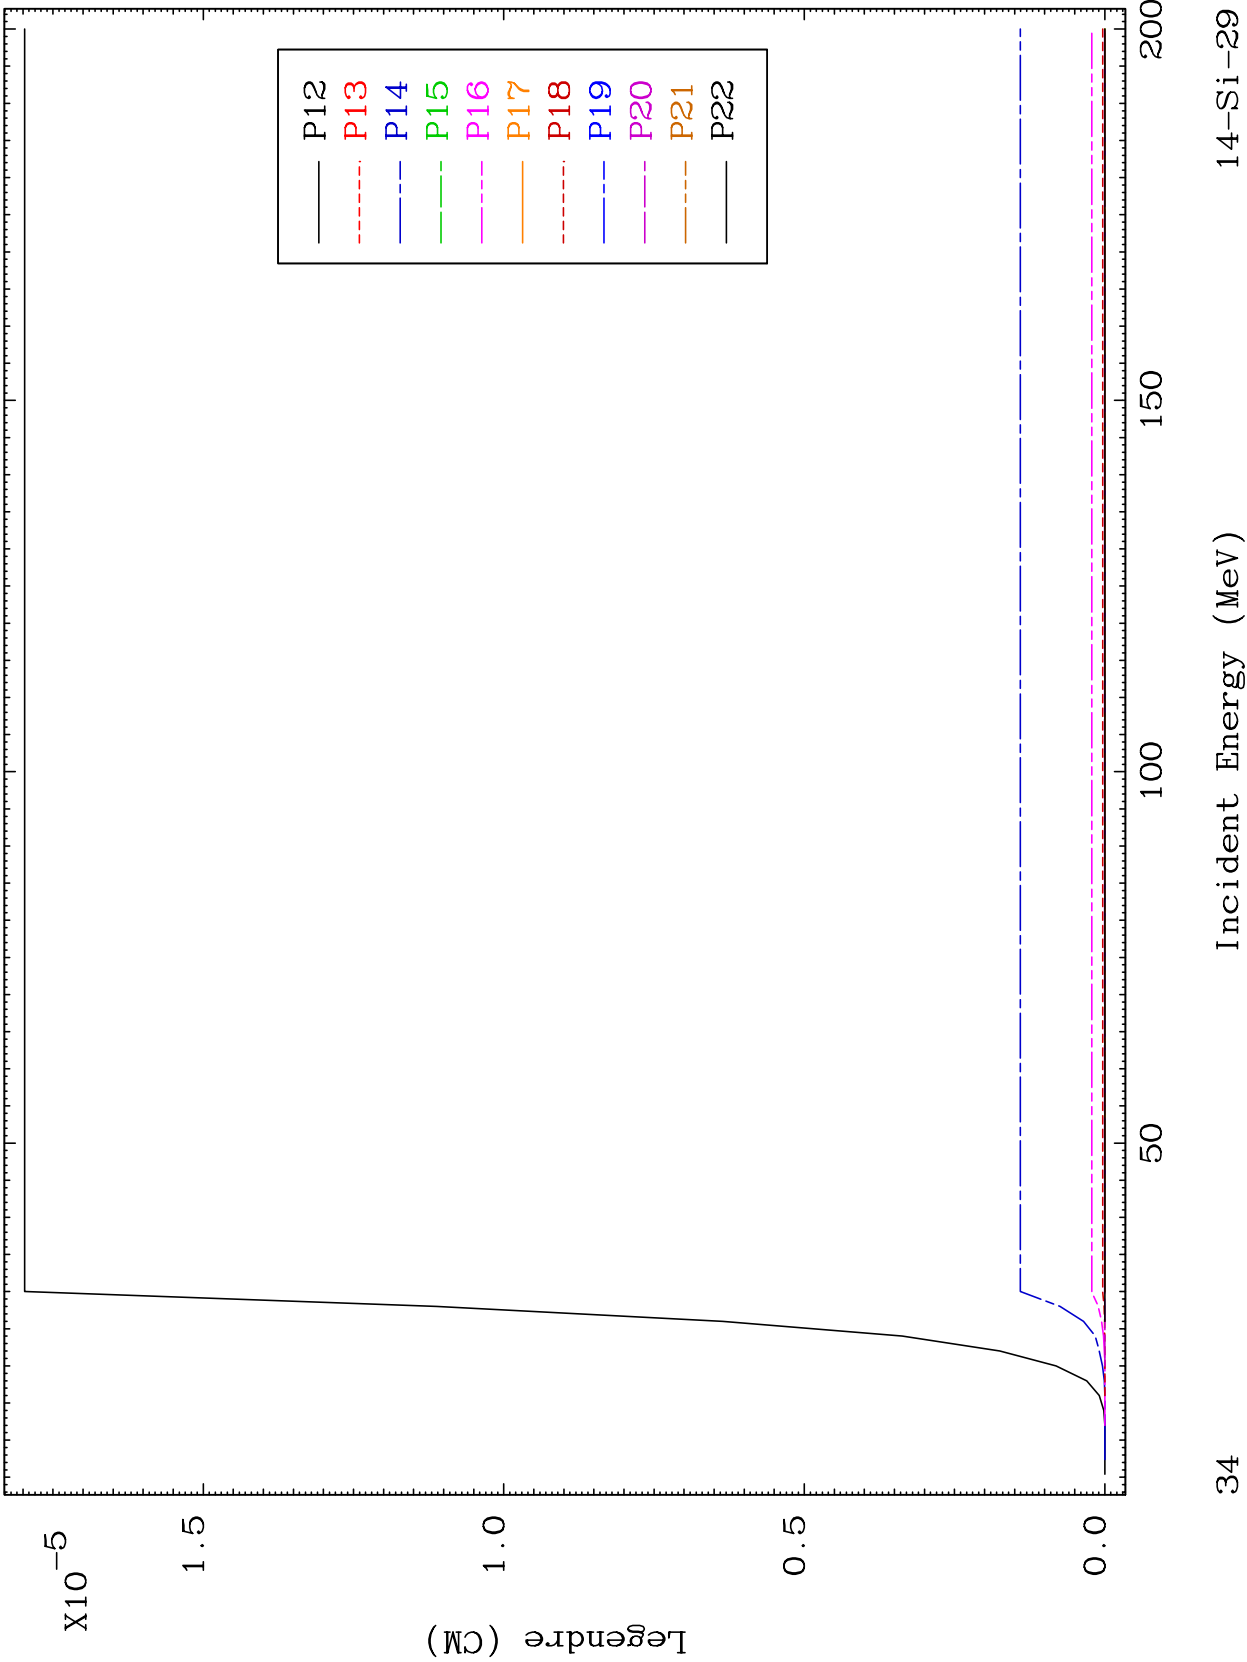 X10-5
1.5
1.0
0.5
0.0
Legendre (CM)
P12
P13
P14
P15
P16
P17
P18
P19
P20
P21
P22
50
100
150
200
Incident Energy (MeV)
34
14-Si-29